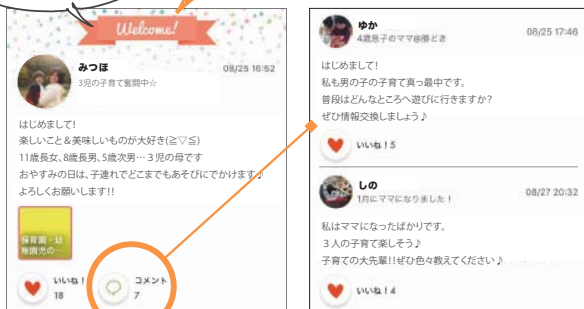 Welcome!
みつほ
08/25 16:52
3児の子育て奮闘中☆
はじめまして!
楽しいこと＆美味しいものが大好き(≧▽≦)
11歳長女、8歳長男、5歳次男…３児の母です
おやすみの日は、子連れでどこまでもあそびにでかけます♪
よろしくお願いします!!
保育園・幼
稚園児の…
いいね！
18
コメント
7
ゆか
08/25 17:46
4歳息子のママ@勝どき
はじめまして!
私も男の子の子育て真っ最中です。
普段はどんなところへ遊びに行きますか？
ぜひ情報交換しましょう♪
いいね！5
しの
08/27 20:32
1月にママになりました！
私はママになったばかりです。
３人の子育て楽しそう♪
子育ての大先輩!!ぜひ色々教えてください♪
いいね！4